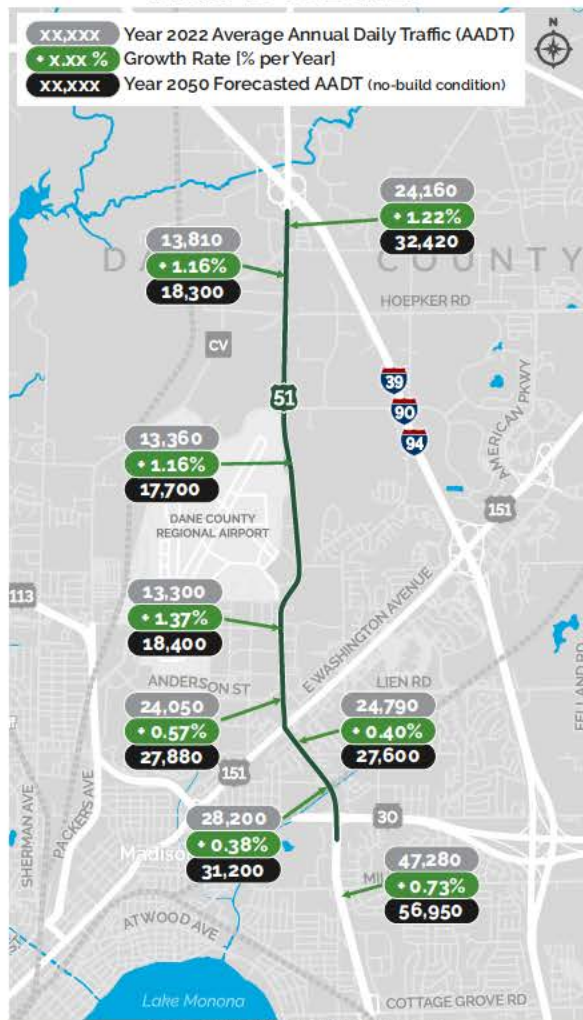 xx,xxx Year 2022 Average Annual Daily Traffic (AADT)
+ x.xx % Growth Rate [% per Year]
xx,xxx Year 2050 Forecasted AADT (no-build condition)
N
24,160
+ 1.22%
32,420
13,810
+ 1.16%
18,300
COUNTY
HOEPKER RD
CV
51
39
90
94
AMERICAN PKWY
151
13,360
+ 1.16%
17,700
DANE COUNTY
REGIONAL AIRPORT
113
13,300
+ 1.37%
18,400
E WASHINGTON AVENUE
ANDERSON ST
LIEN RD
FELLAND RD
24,050
+ 0.57%
27,880
24,790
+ 0.40%
27,600
151
SHERMAN AVE
PACKERS AVE
28,200
+ 0.38%
31,200
30
47,280
+ 0.73%
56,950
ATWOOD AVE
ST
Lake Monona
COTTAGE GROVE RD